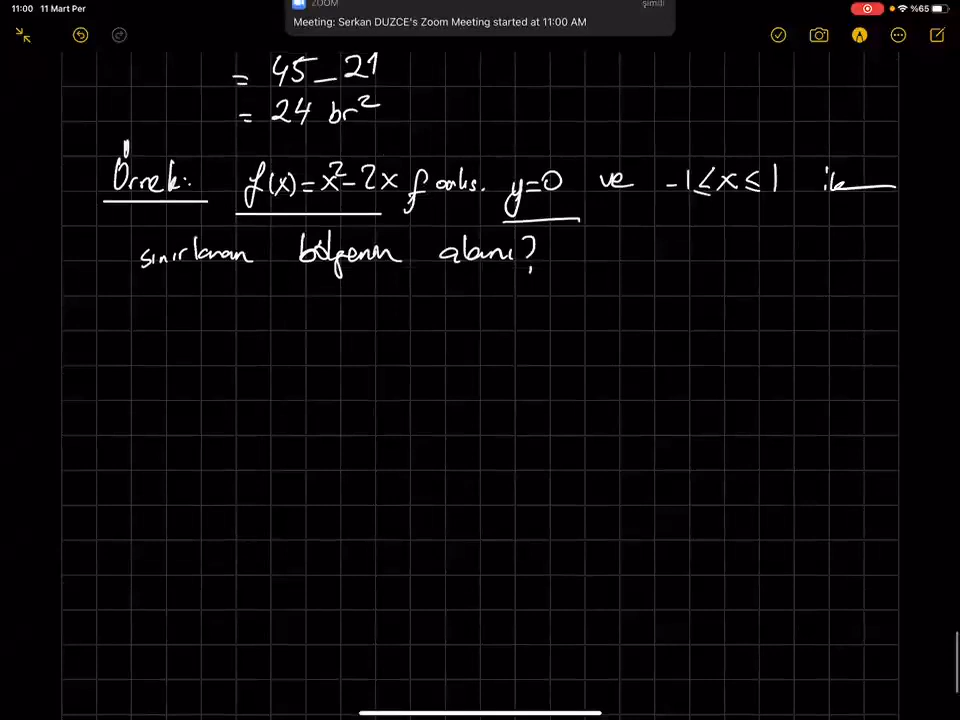 11:00 11 Mart Per
ZOOM şimdi
Meeting: Serkan DUZCE's Zoom Meeting started at 11:00 AM
%65
= 45 - 21
= 24 br²
Örnek: f(x) = x² - 2x fonks. y=0 ve -1 ≤ x ≤ 1 ile
sınırlanan bölgenin alanı?